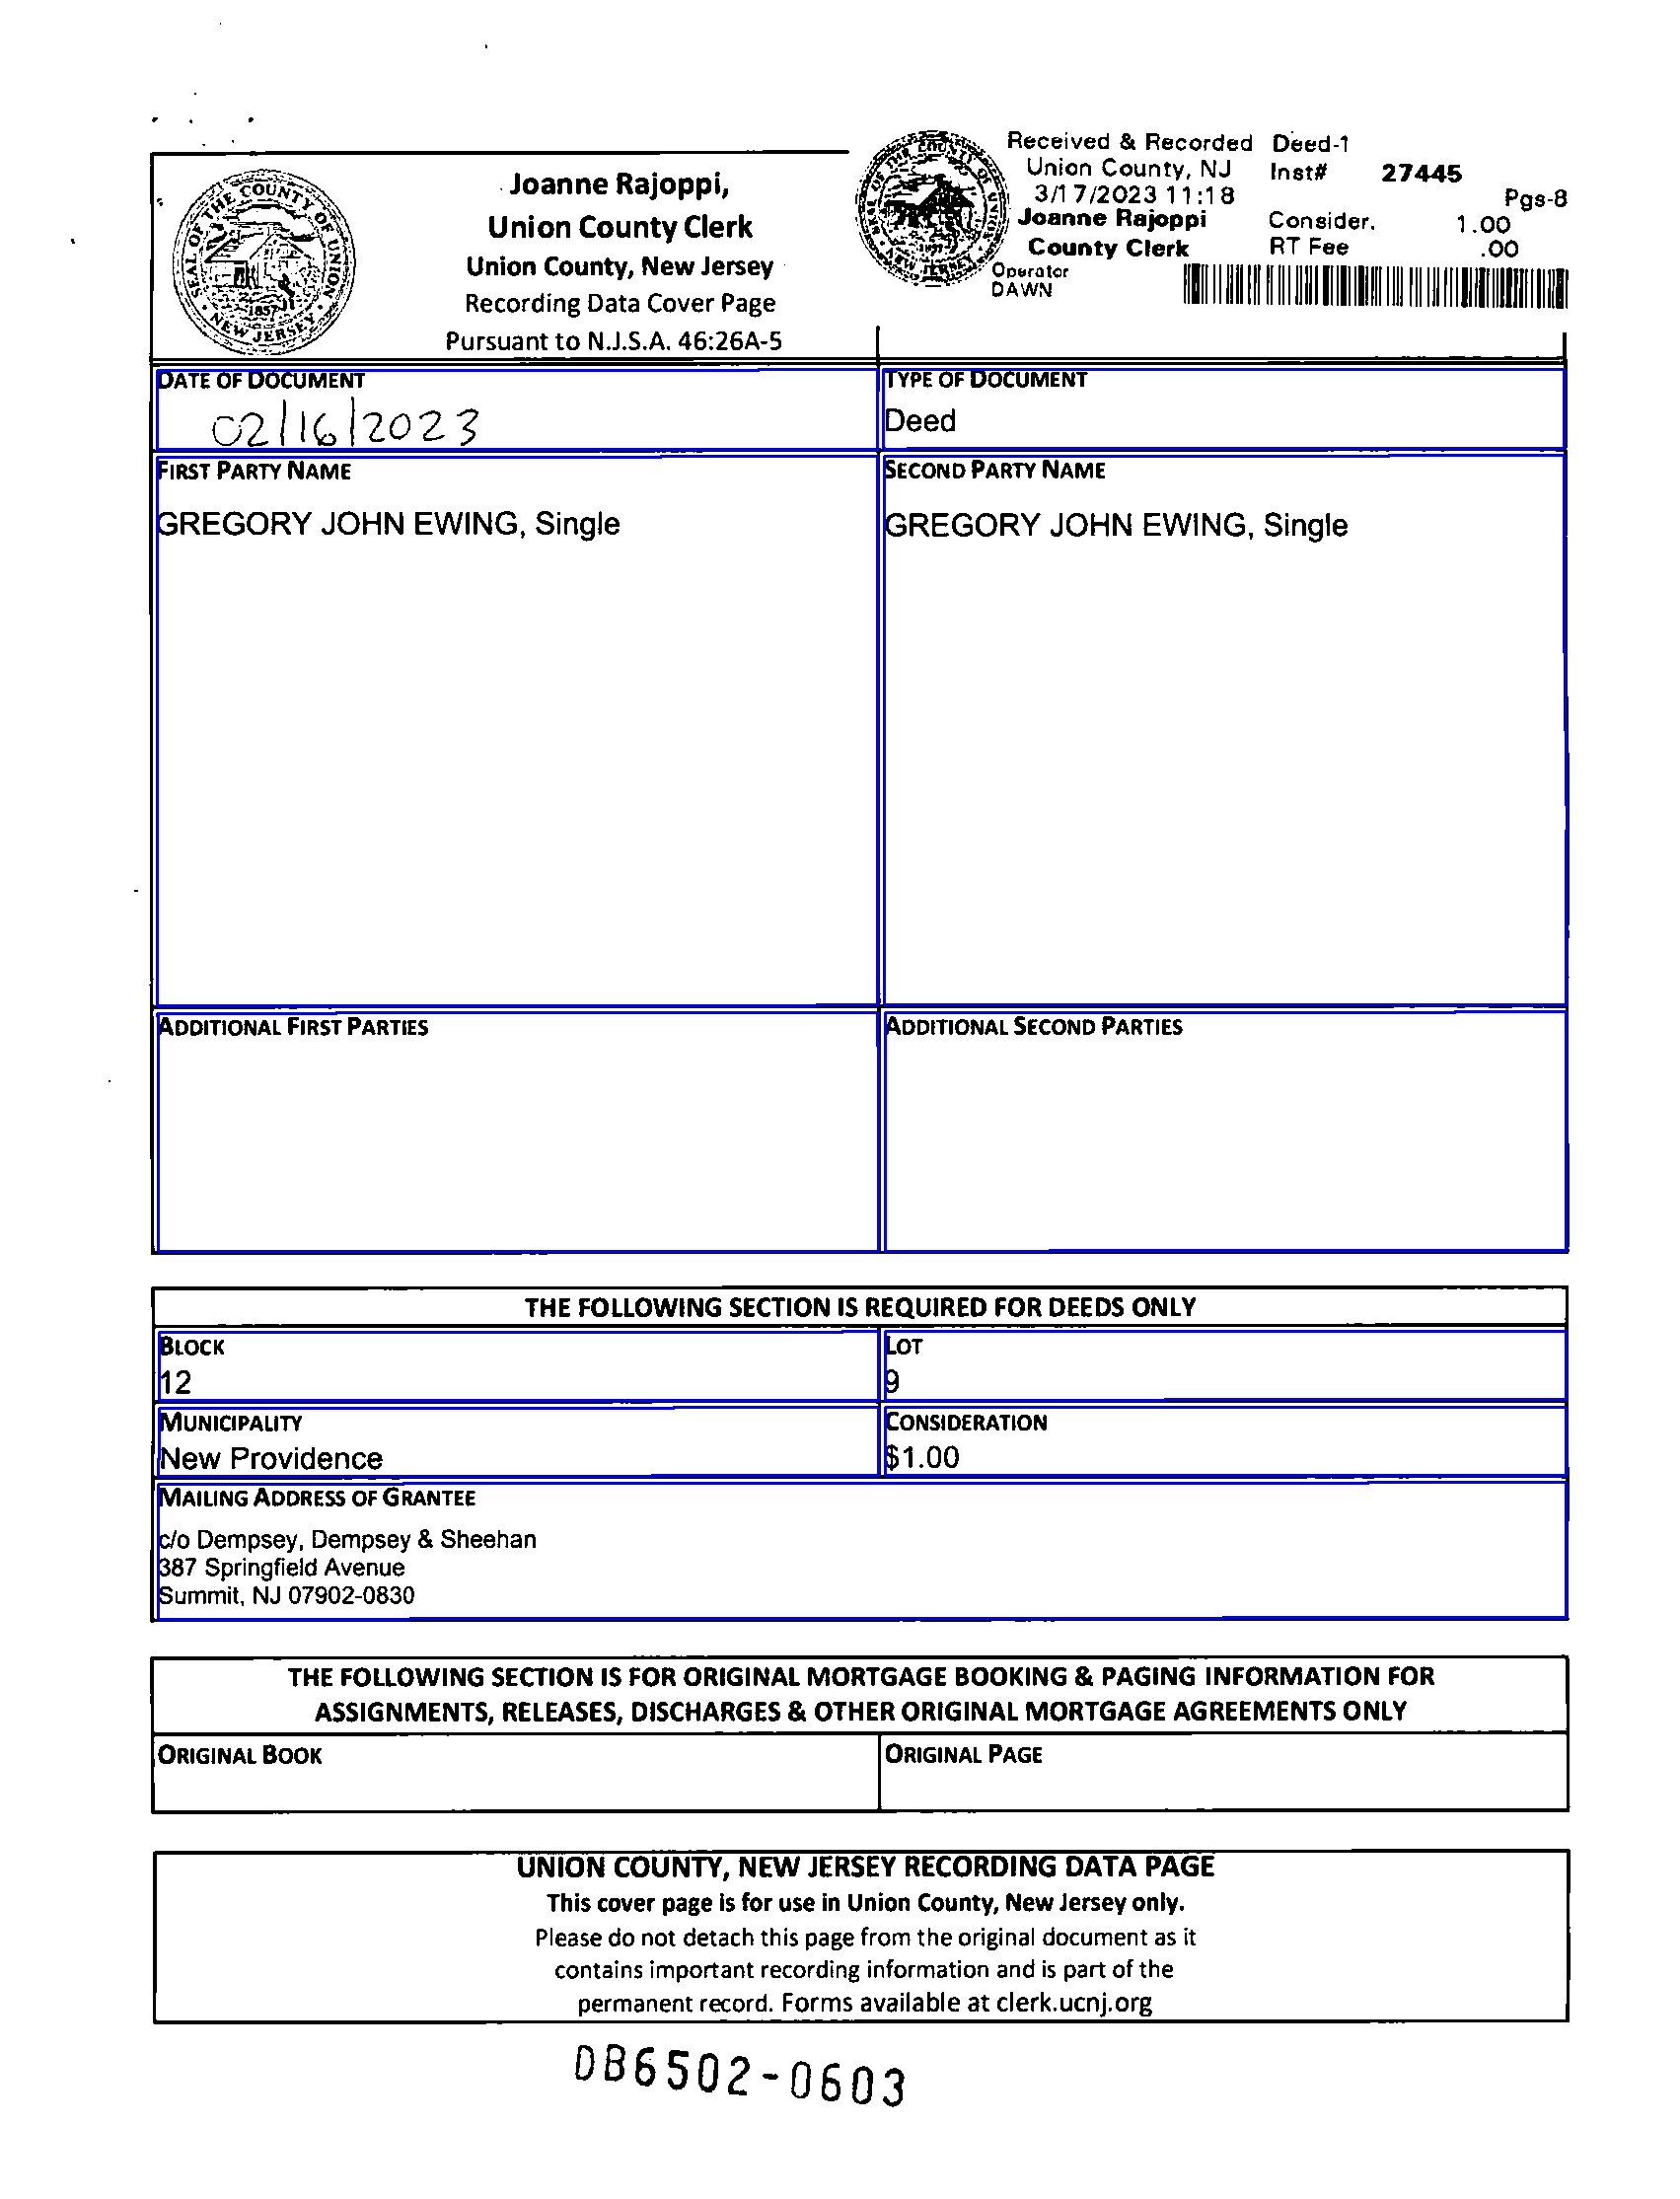 Joanne Rajoppi,
Union County Clerk
Union County, New Jersey
Recording Data Cover Page
Pursuant to N.J.S.A. 46:26A-5
SEAL OF THE COUNTY OF UNION
1857
NEW JERSEY
SEAL OF THE COUNTY OF UNION
1857
NEW JERSEY
Received & Recorded Deed-1
Union County, NJ Inst# 27445
3/17/2023 11:18 Pgs-8
Joanne Rajoppi Consider. 1.00
County Clerk RT Fee .00
Operator
DAWN
DATE OF DOCUMENT
02/16/2023
TYPE OF DOCUMENT
Deed
FIRST PARTY NAME
GREGORY JOHN EWING, Single
SECOND PARTY NAME
GREGORY JOHN EWING, Single
ADDITIONAL FIRST PARTIES
ADDITIONAL SECOND PARTIES
THE FOLLOWING SECTION IS REQUIRED FOR DEEDS ONLY
BLOCK
12
LOT
9
MUNICIPALITY
New Providence
CONSIDERATION
$1.00
MAILING ADDRESS OF GRANTEE
c/o Dempsey, Dempsey & Sheehan
387 Springfield Avenue
Summit, NJ 07902-0830
THE FOLLOWING SECTION IS FOR ORIGINAL MORTGAGE BOOKING & PAGING INFORMATION FOR
ASSIGNMENTS, RELEASES, DISCHARGES & OTHER ORIGINAL MORTGAGE AGREEMENTS ONLY
ORIGINAL BOOK
ORIGINAL PAGE
UNION COUNTY, NEW JERSEY RECORDING DATA PAGE
This cover page is for use in Union County, New Jersey only.
Please do not detach this page from the original document as it
contains important recording information and is part of the
permanent record. Forms available at clerk.ucnj.org
DB6502-0603